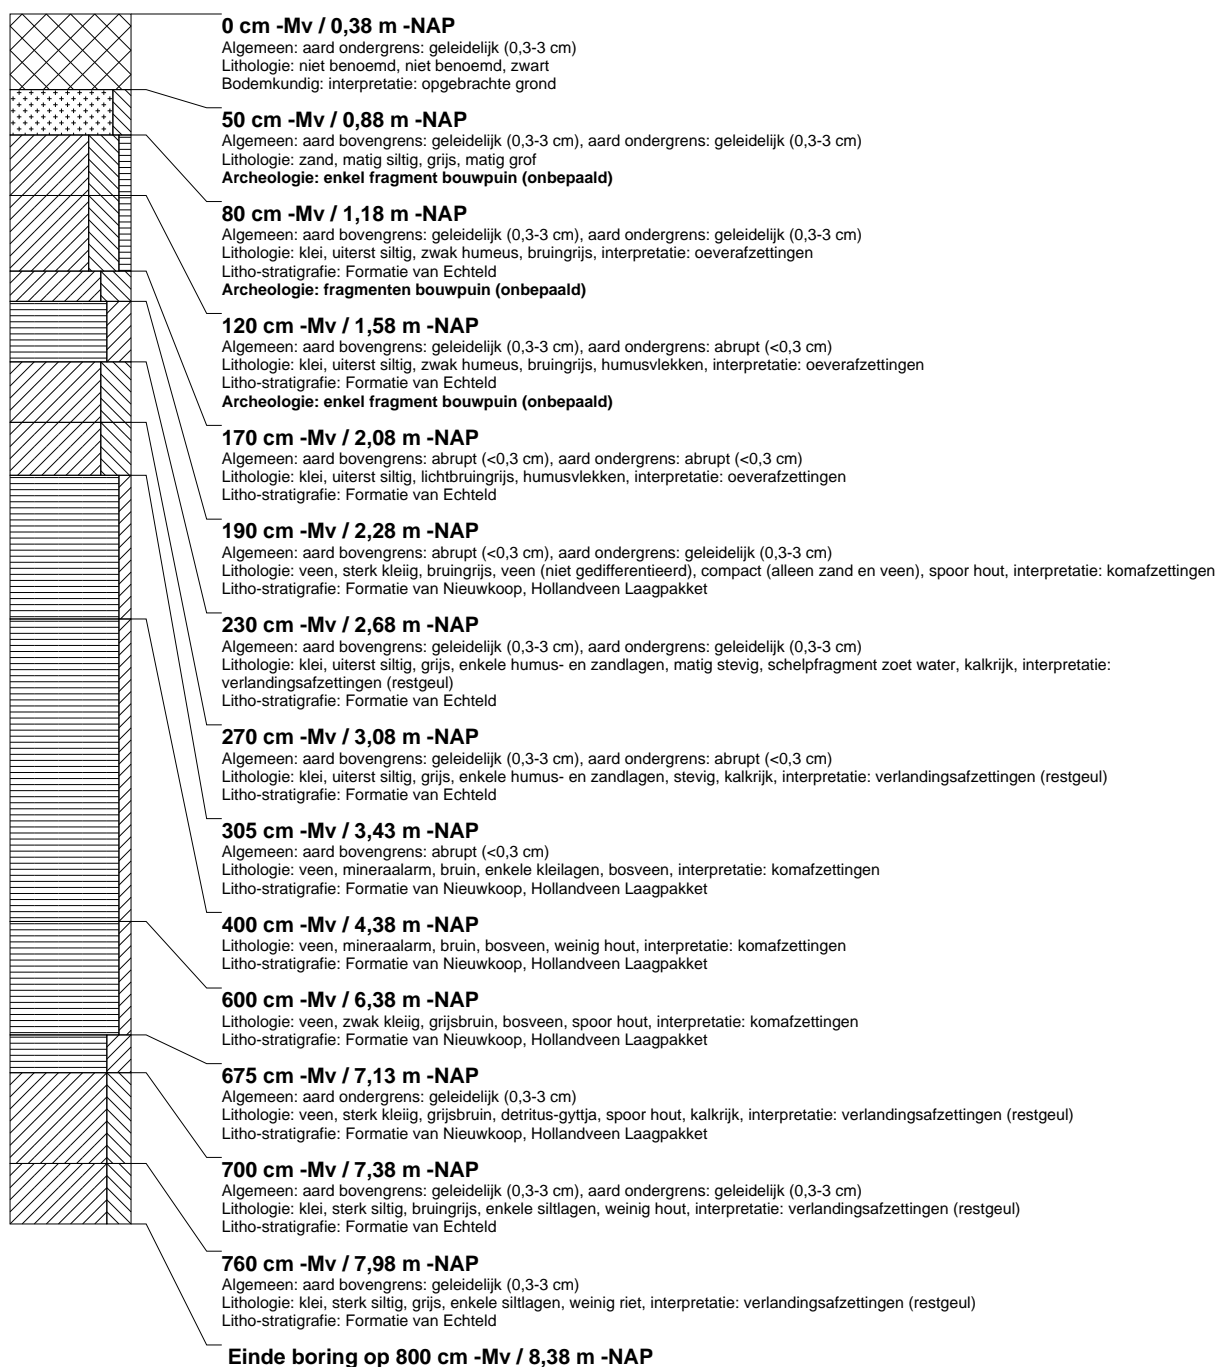 0 cm -Mv / 0,38 m -NAP
Algemeen: aard ondergrens: geleidelijk (0,3-3 cm)
Lithologie: niet benoemd, niet benoemd, zwart
Bodemkundig: interpretatie: opgebrachte grond
50 cm -Mv / 0,88 m -NAP
Algemeen: aard bovengrens: geleidelijk (0,3-3 cm), aard ondergrens: geleidelijk (0,3-3 cm)
Lithologie: zand, matig siltig, grijs, matig grof
Archeologie: enkel fragment bouwpuin (onbepaald)
80 cm -Mv / 1,18 m -NAP
Algemeen: aard bovengrens: geleidelijk (0,3-3 cm), aard ondergrens: geleidelijk (0,3-3 cm)
Lithologie: klei, uiterst siltig, zwak humeus, bruingrijs, interpretatie: oeverafzettingen
Litho-stratigrafie: Formatie van Echteld
Archeologie: fragmenten bouwpuin (onbepaald)
120 cm -Mv / 1,58 m -NAP
Algemeen: aard bovengrens: geleidelijk (0,3-3 cm), aard ondergrens: abrupt (<0,3 cm)
Lithologie: klei, uiterst siltig, zwak humeus, bruingrijs, humusvlekken, interpretatie: oeverafzettingen
Litho-stratigrafie: Formatie van Echteld
Archeologie: enkel fragment bouwpuin (onbepaald)
170 cm -Mv / 2,08 m -NAP
Algemeen: aard bovengrens: abrupt (<0,3 cm), aard ondergrens: abrupt (<0,3 cm)
Lithologie: klei, uiterst siltig, lichtbruingrijs, humusvlekken, interpretatie: oeverafzettingen
Litho-stratigrafie: Formatie van Echteld
190 cm -Mv / 2,28 m -NAP
Algemeen: aard bovengrens: abrupt (<0,3 cm), aard ondergrens: geleidelijk (0,3-3 cm)
Lithologie: veen, sterk kleiig, bruingrijs, veen (niet gedifferentieerd), compact (alleen zand en veen), spoor hout, interpretatie: komafzettingen
Litho-stratigrafie: Formatie van Nieuwkoop, Hollandveen Laagpakket
230 cm -Mv / 2,68 m -NAP
Algemeen: aard bovengrens: geleidelijk (0,3-3 cm), aard ondergrens: geleidelijk (0,3-3 cm)
Lithologie: klei, uiterst siltig, grijs, enkele humus- en zandlagen, matig stevig, schelpfragment zoet water, kalkrijk, interpretatie:
verlandingsafzettingen (restgeul)
Litho-stratigrafie: Formatie van Echteld
270 cm -Mv / 3,08 m -NAP
Algemeen: aard bovengrens: geleidelijk (0,3-3 cm), aard ondergrens: abrupt (<0,3 cm)
Lithologie: klei, uiterst siltig, grijs, enkele humus- en zandlagen, stevig, kalkrijk, interpretatie: verlandingsafzettingen (restgeul)
Litho-stratigrafie: Formatie van Echteld
305 cm -Mv / 3,43 m -NAP
Algemeen: aard bovengrens: abrupt (<0,3 cm)
Lithologie: veen, mineraalarm, bruin, enkele kleilagen, bosveen, interpretatie: komafzettingen
Litho-stratigrafie: Formatie van Nieuwkoop, Hollandveen Laagpakket
400 cm -Mv / 4,38 m -NAP
Lithologie: veen, mineraalarm, bruin, bosveen, weinig hout, interpretatie: komafzettingen
Litho-stratigrafie: Formatie van Nieuwkoop, Hollandveen Laagpakket
600 cm -Mv / 6,38 m -NAP
Lithologie: veen, zwak kleiig, grijsbruin, bosveen, spoor hout, interpretatie: komafzettingen
Litho-stratigrafie: Formatie van Nieuwkoop, Hollandveen Laagpakket
675 cm -Mv / 7,13 m -NAP
Algemeen: aard ondergrens: geleidelijk (0,3-3 cm)
Lithologie: veen, sterk kleiig, grijsbruin, detritus-gyttja, spoor hout, kalkrijk, interpretatie: verlandingsafzettingen (restgeul)
Litho-stratigrafie: Formatie van Nieuwkoop, Hollandveen Laagpakket
700 cm -Mv / 7,38 m -NAP
Algemeen: aard bovengrens: geleidelijk (0,3-3 cm), aard ondergrens: geleidelijk (0,3-3 cm)
Lithologie: klei, sterk siltig, bruingrijs, enkele siltlagen, weinig hout, interpretatie: verlandingsafzettingen (restgeul)
Litho-stratigrafie: Formatie van Echteld
760 cm -Mv / 7,98 m -NAP
Algemeen: aard bovengrens: geleidelijk (0,3-3 cm)
Lithologie: klei, sterk siltig, grijs, enkele siltlagen, weinig riet, interpretatie: verlandingsafzettingen (restgeul)
Litho-stratigrafie: Formatie van Echteld
Einde boring op 800 cm -Mv / 8,38 m -NAP